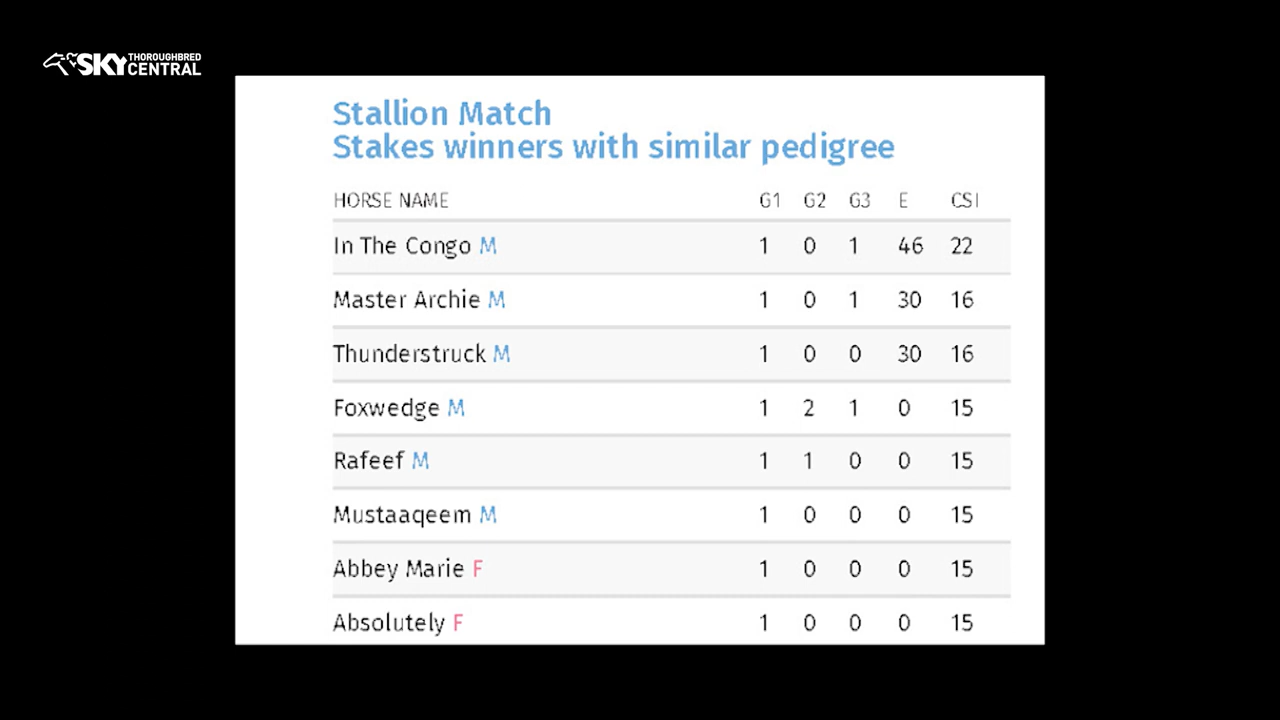 SKY THOROUGHBRED CENTRAL
Stallion Match
Stakes winners with similar pedigree
HORSE NAME G1 G2 G3 E CSI
In The Congo M 1 0 1 46 22
Master Archie M 1 0 1 30 16
Thunderstruck M 1 0 0 30 16
Foxwedge M 1 2 1 0 15
Rafeef M 1 1 0 0 15
Mustaaqeem M 1 0 0 0 15
Abbey Marie F 1 0 0 0 15
Absolutely F 1 0 0 0 15